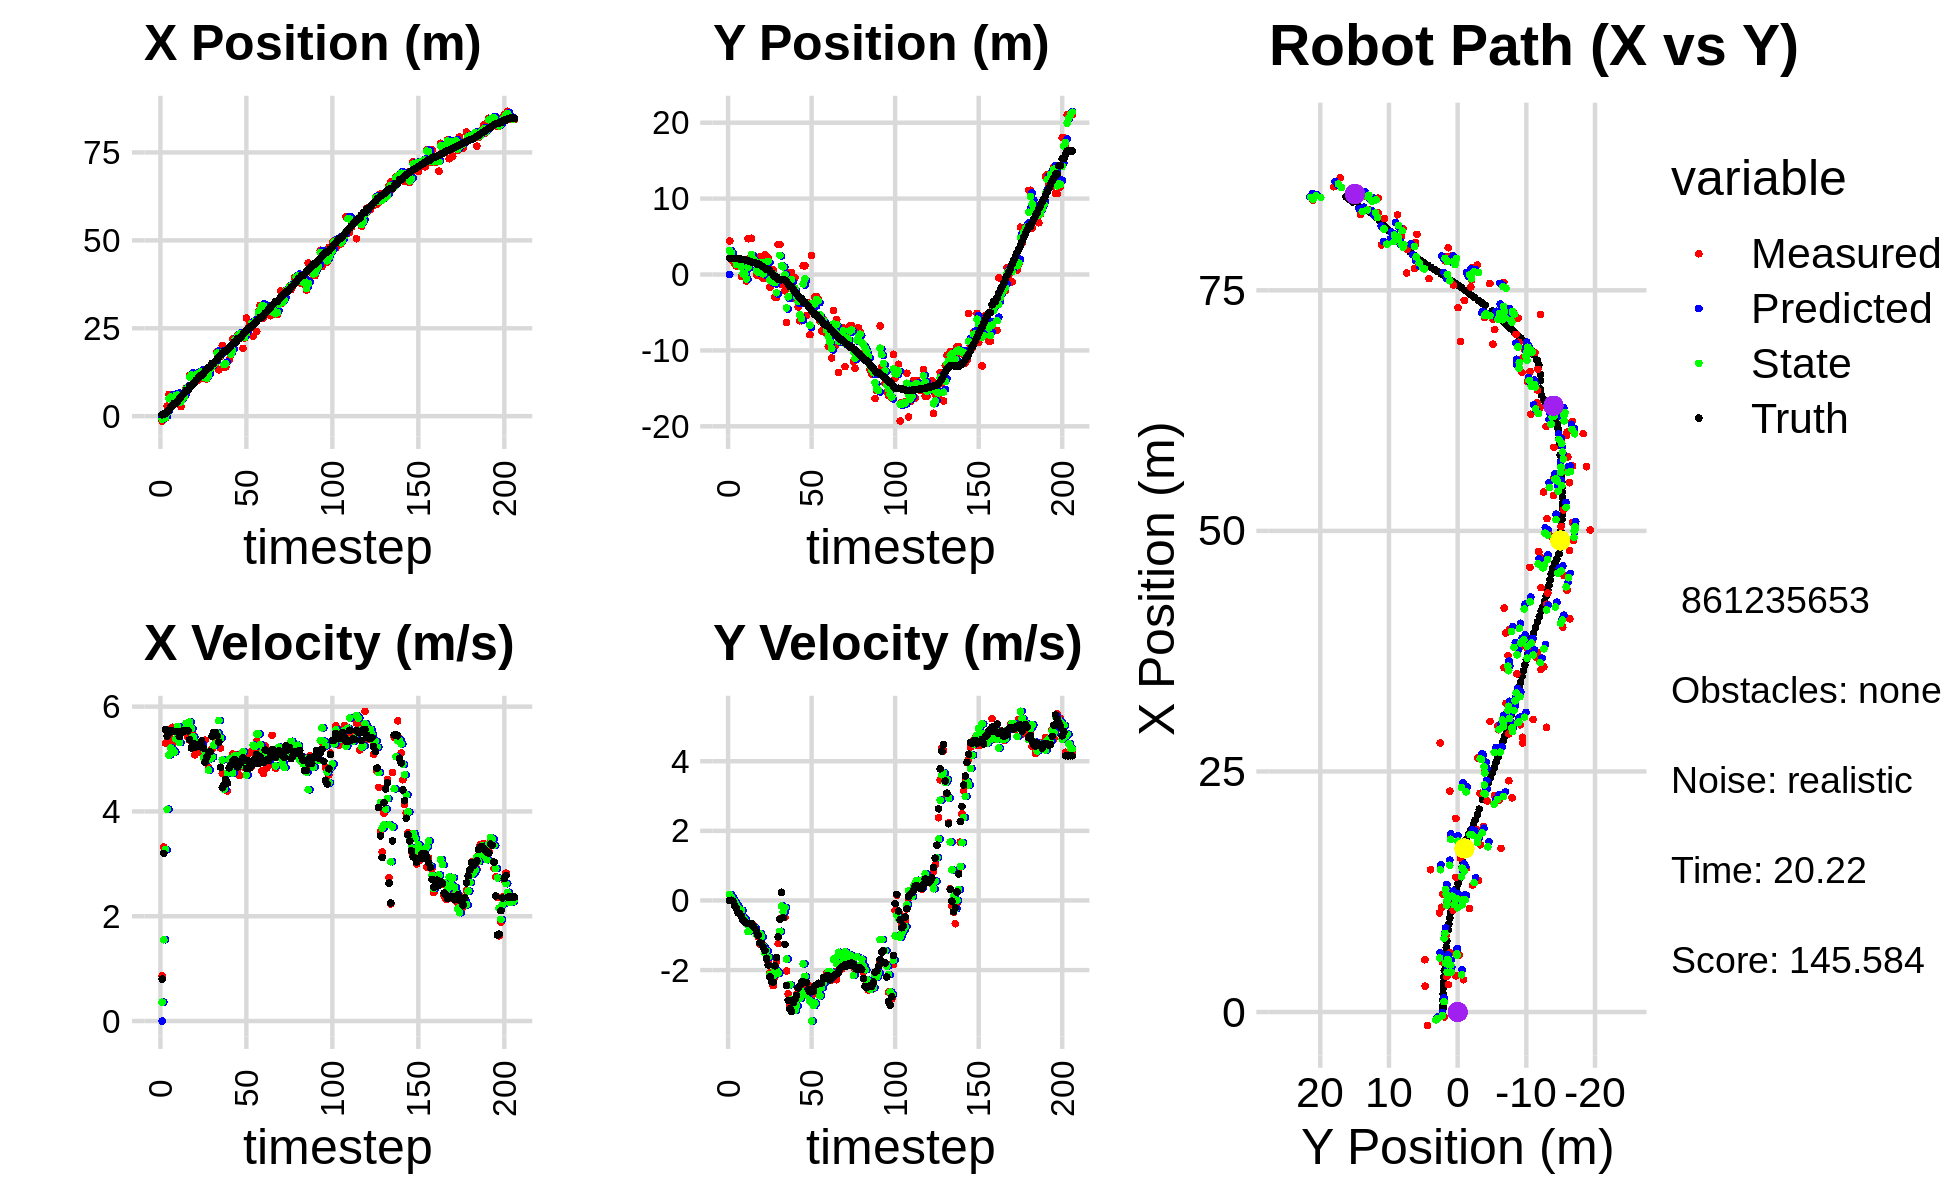 X Position (m)
75
50
25
0
0
50
100
150
200
timestep
Y Position (m)
20
10
0
-10
-20
0
50
100
150
200
timestep
X Velocity (m/s)
6
4
2
0
0
50
100
150
200
timestep
Y Velocity (m/s)
4
2
0
-2
0
50
100
150
200
timestep
Robot Path (X vs Y)
X Position (m)
75
50
25
0
20 10 0 -10 -20
Y Position (m)
variable
Measured
Predicted
State
Truth
861235653
Obstacles: none
Noise: realistic
Time: 20.22
Score: 145.584